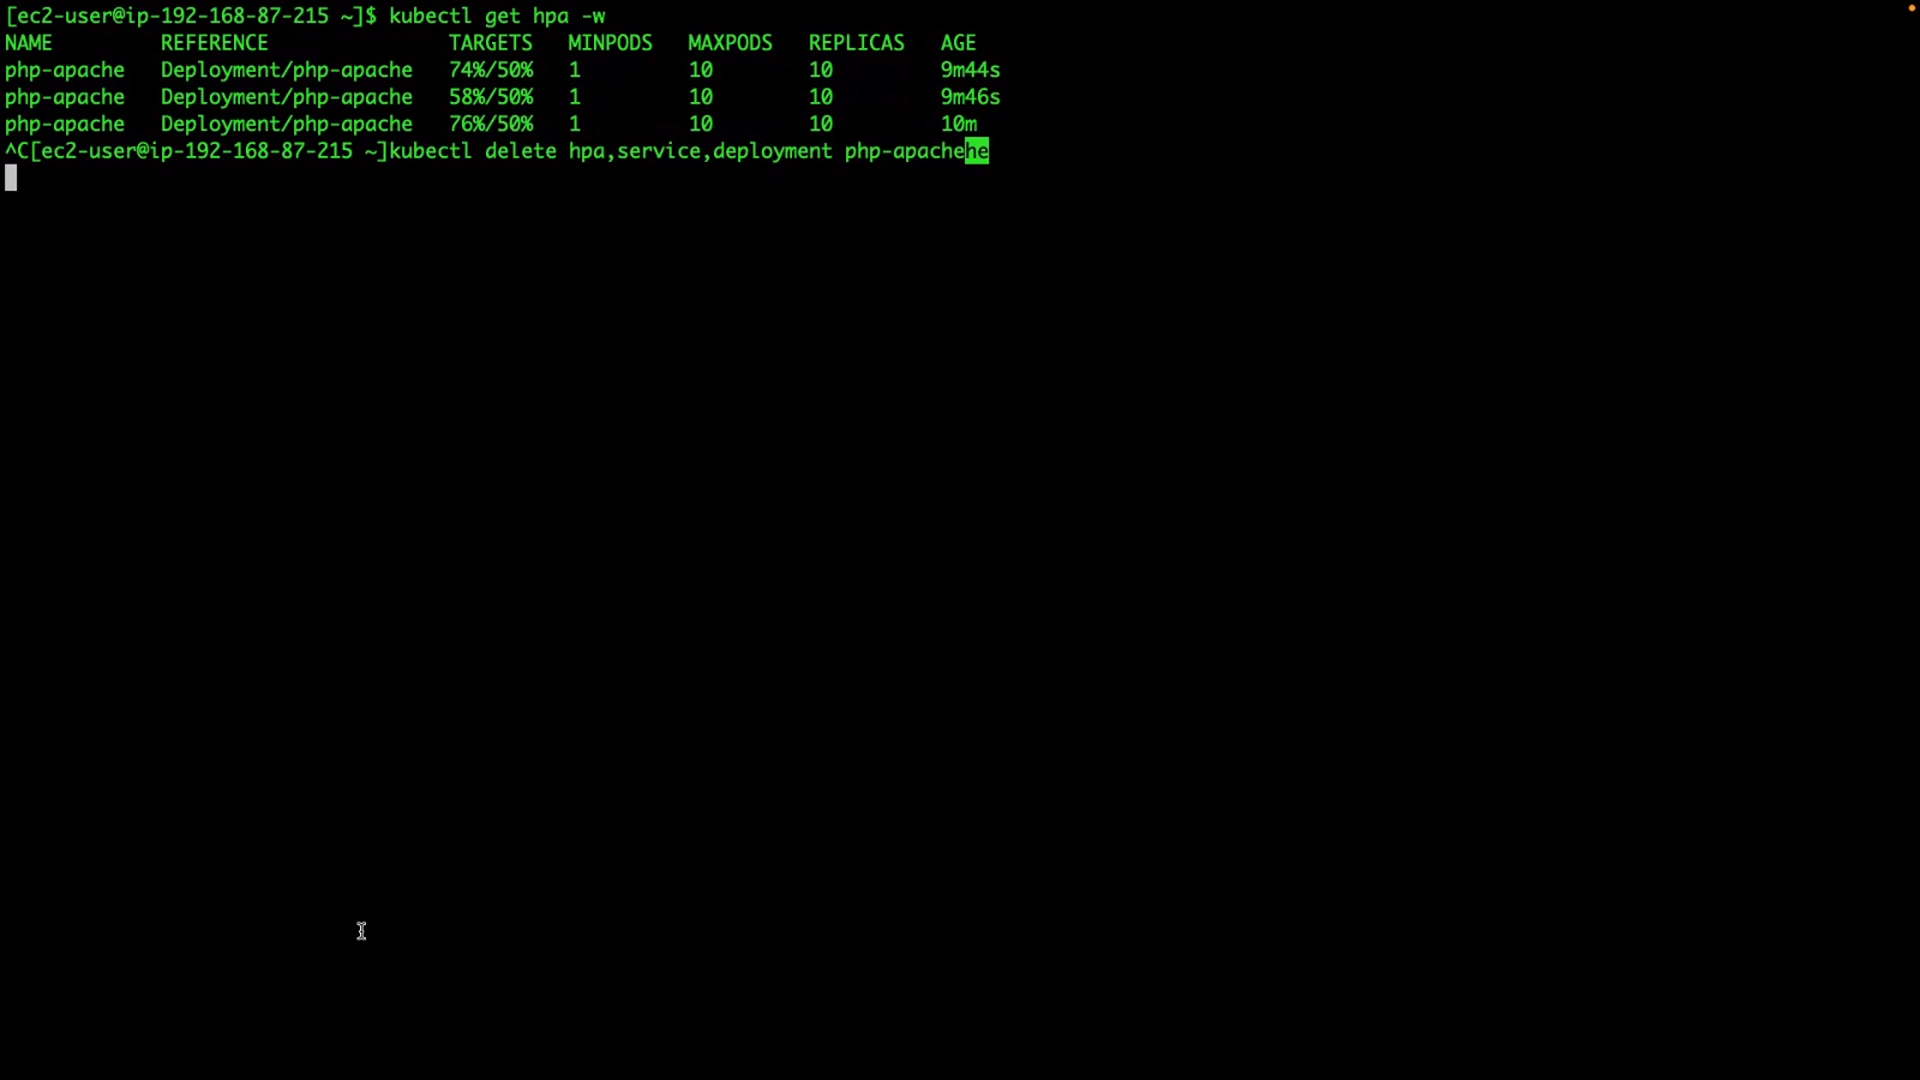 [ec2-user@ip-192-168-87-215 ~]$ kubectl get hpa -w
NAME REFERENCE TARGETS MINPODS MAXPODS REPLICAS AGE
php-apache Deployment/php-apache 74%/50% 1 10 10 9m44s
php-apache Deployment/php-apache 58%/50% 1 10 10 9m46s
php-apache Deployment/php-apache 76%/50% 1 10 10 10m
^C[ec2-user@ip-192-168-87-215 ~]kubectl delete hpa,service,deployment php-apachehe